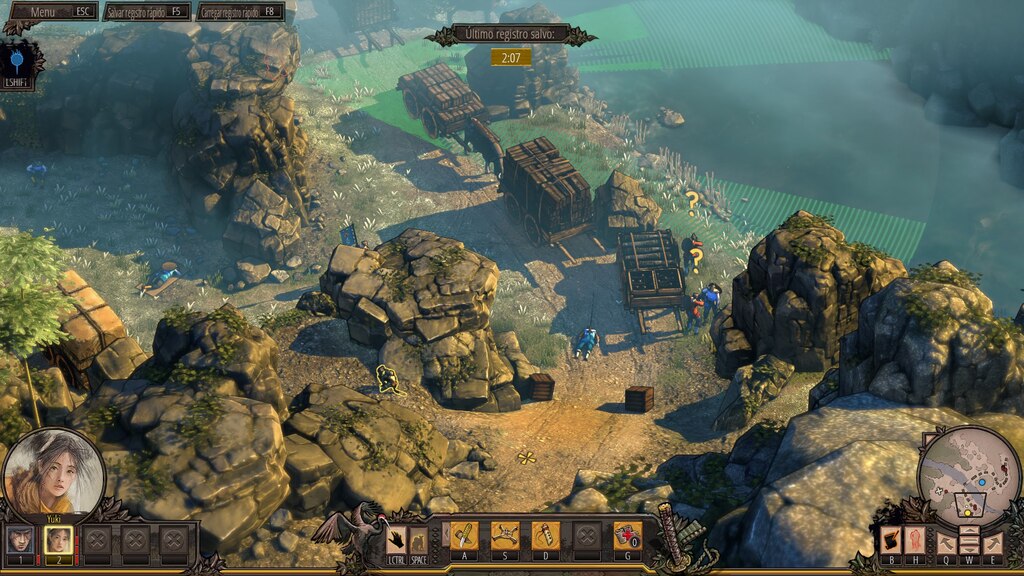 Menu ESC
Salvar registro rápido F5
Carregar registro rápido F8
Último registro salvo:
2:07
LSHIFT
?
?
Yuki
1 2
LCTRL SPACE A S D G
0
B H Q W E